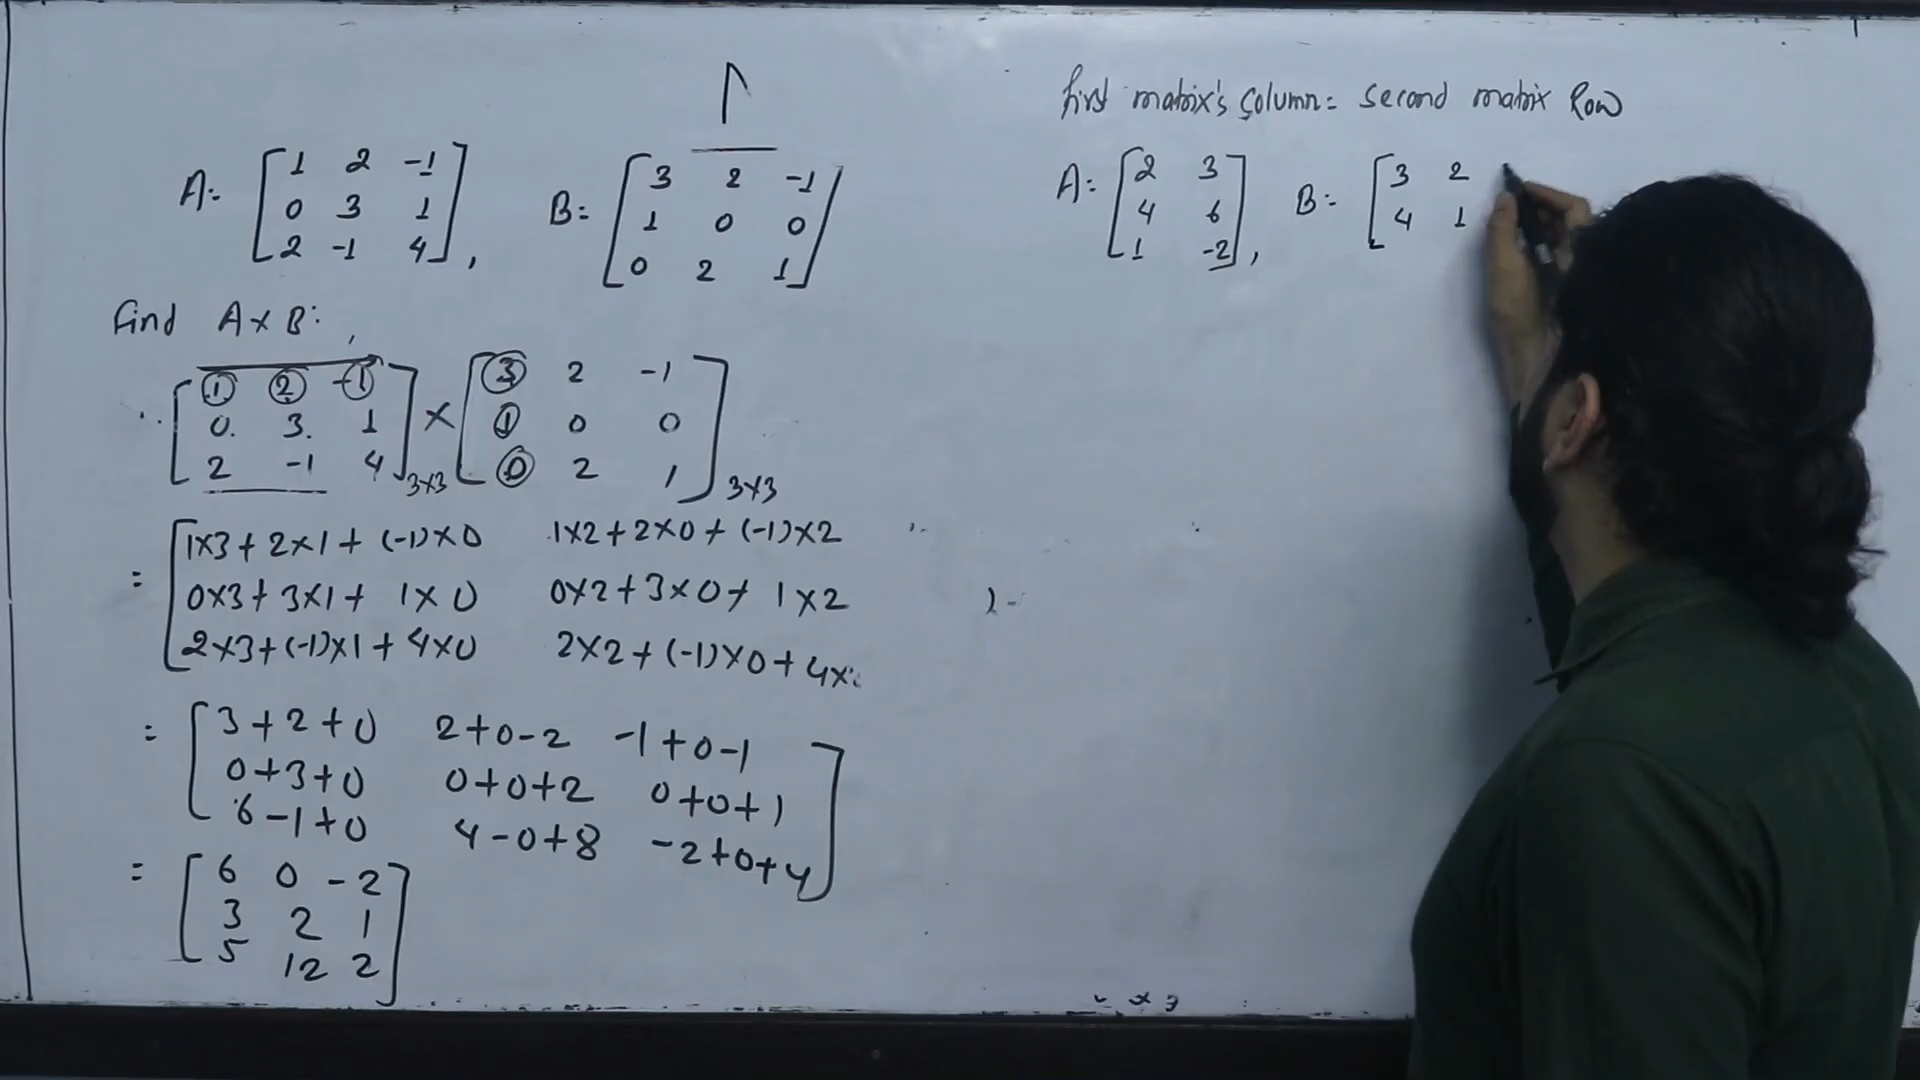 A= [1 2 -1
0 3 1
2 -1 4],
B= [3 2 -1
1 0 0
0 2 1]
Find A×B:
[1 2 -1
0. 3. 1
2 -1 4]3×3 × [3 2 -1
1 0 0
0 2 1]3×3
= [1×3+2×1+(-1)×0 1×2+2×0+(-1)×2
0×3+3×1+1×0 0×2+3×0+1×2
2×3+(-1)×1+4×0 2×2+(-1)×0+4×
= [3+2+0 2+0-2 -1+0-1
0+3+0 0+0+2 0+0+1
6-1+0 4-0+8 -2+0+4]
= [6 0 -2
3 2 1
5 12 2]
first matrix's column= second matrix Row
A= [2 3
4 6
1 -2],
B= [3 2
4 1
× 3